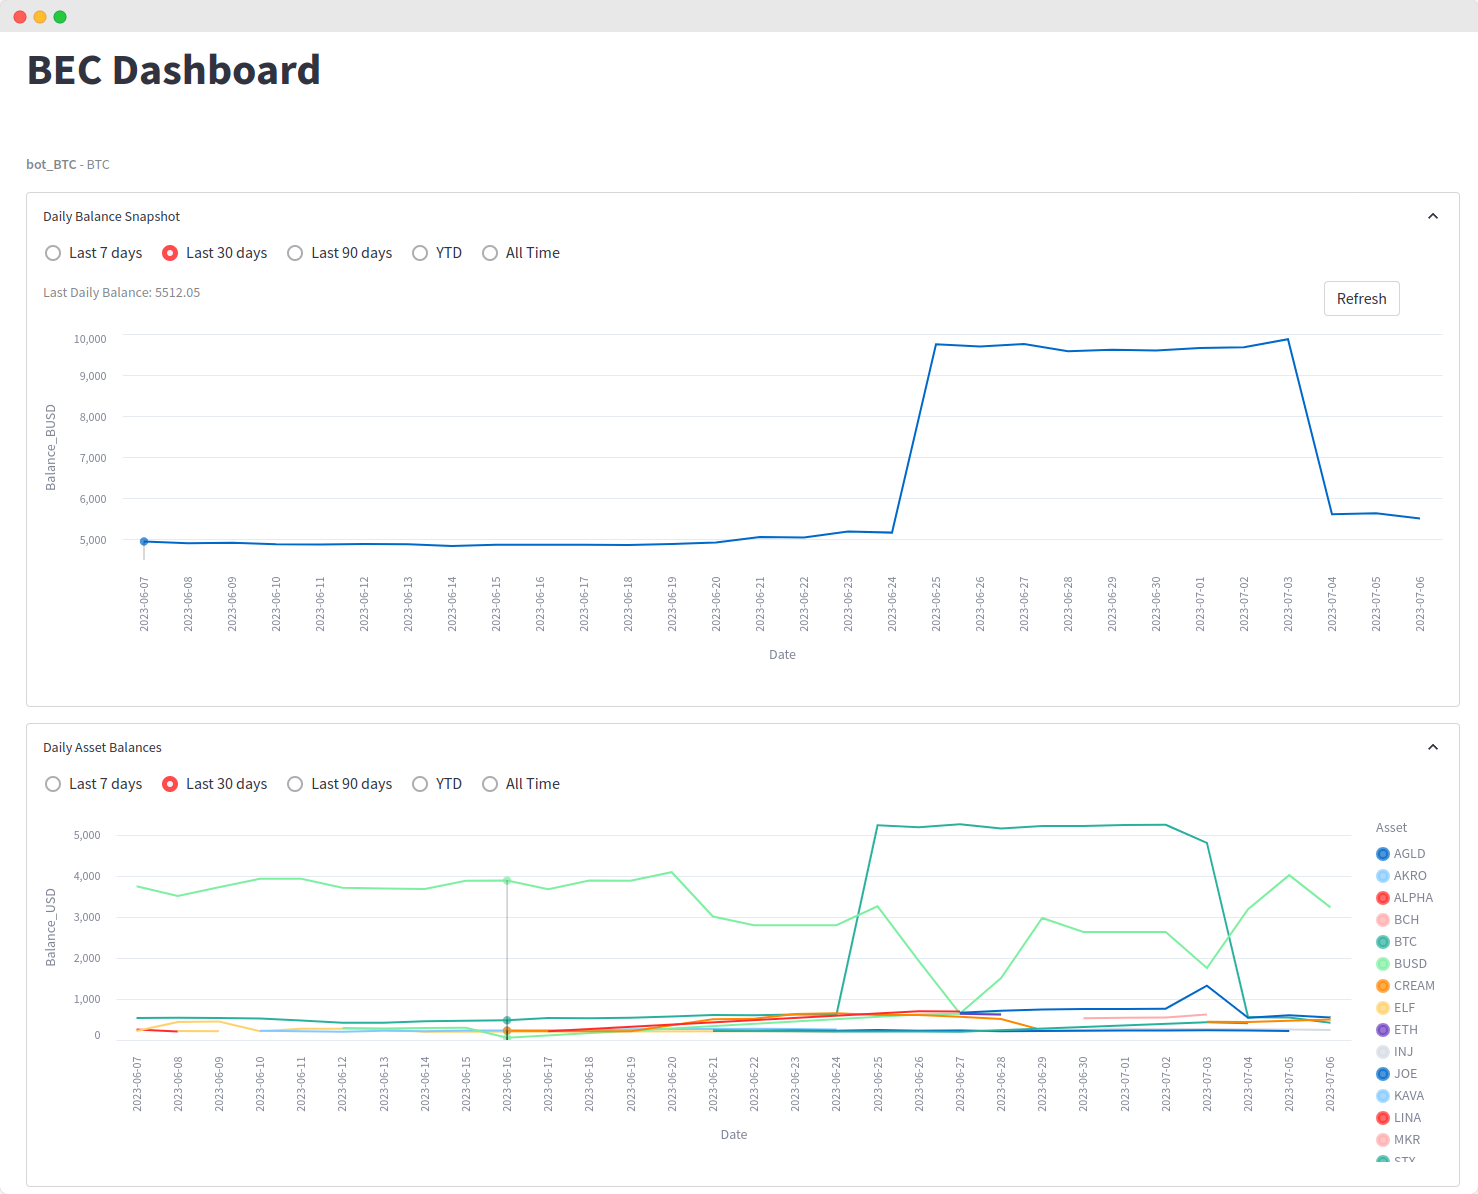 BEC Dashboard
bot_BTC - BTC
Daily Balance Snapshot
Last 7 days Last 30 days Last 90 days YTD All Time
Last Daily Balance: 5512.05
Refresh
10,000
9,000
8,000
7,000
6,000
5,000
Balance_BUSD
2023-06-07 2023-06-08 2023-06-09 2023-06-10 2023-06-11 2023-06-12 2023-06-13 2023-06-14 2023-06-15 2023-06-16 2023-06-17 2023-06-18 2023-06-19 2023-06-20 2023-06-21 2023-06-22 2023-06-23 2023-06-24 2023-06-25 2023-06-26 2023-06-27 2023-06-28 2023-06-29 2023-06-30 2023-07-01 2023-07-02 2023-07-03 2023-07-04 2023-07-05 2023-07-06
Date
Daily Asset Balances
Last 7 days Last 30 days Last 90 days YTD All Time
5,000
4,000
3,000
2,000
1,000
0
Balance_USD
2023-06-07 2023-06-08 2023-06-09 2023-06-10 2023-06-11 2023-06-12 2023-06-13 2023-06-14 2023-06-15 2023-06-16 2023-06-17 2023-06-18 2023-06-19 2023-06-20 2023-06-21 2023-06-22 2023-06-23 2023-06-24 2023-06-25 2023-06-26 2023-06-27 2023-06-28 2023-06-29 2023-06-30 2023-07-01 2023-07-02 2023-07-03 2023-07-04 2023-07-05 2023-07-06
Date
Asset
AGLD
AKRO
ALPHA
BCH
BTC
BUSD
CREAM
ELF
ETH
INJ
JOE
KAVA
LINA
MKR